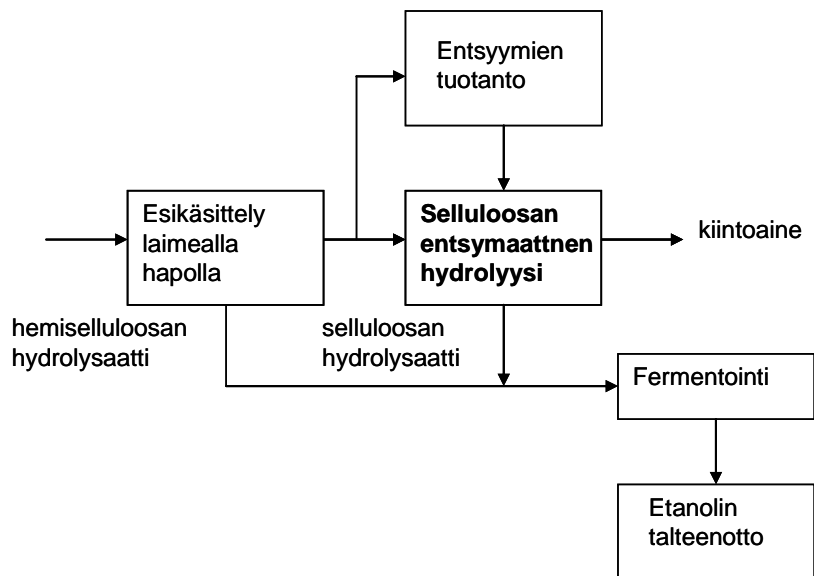 Entsyymien
tuotanto
Esikäsittely
laimealla
hapolla
Selluloosan
entsymaattnen
hydrolyysi
kiintoaine
hemiselluloosan
hydrolysaatti
selluloosan
hydrolysaatti
Fermentointi
Etanolin
talteenotto